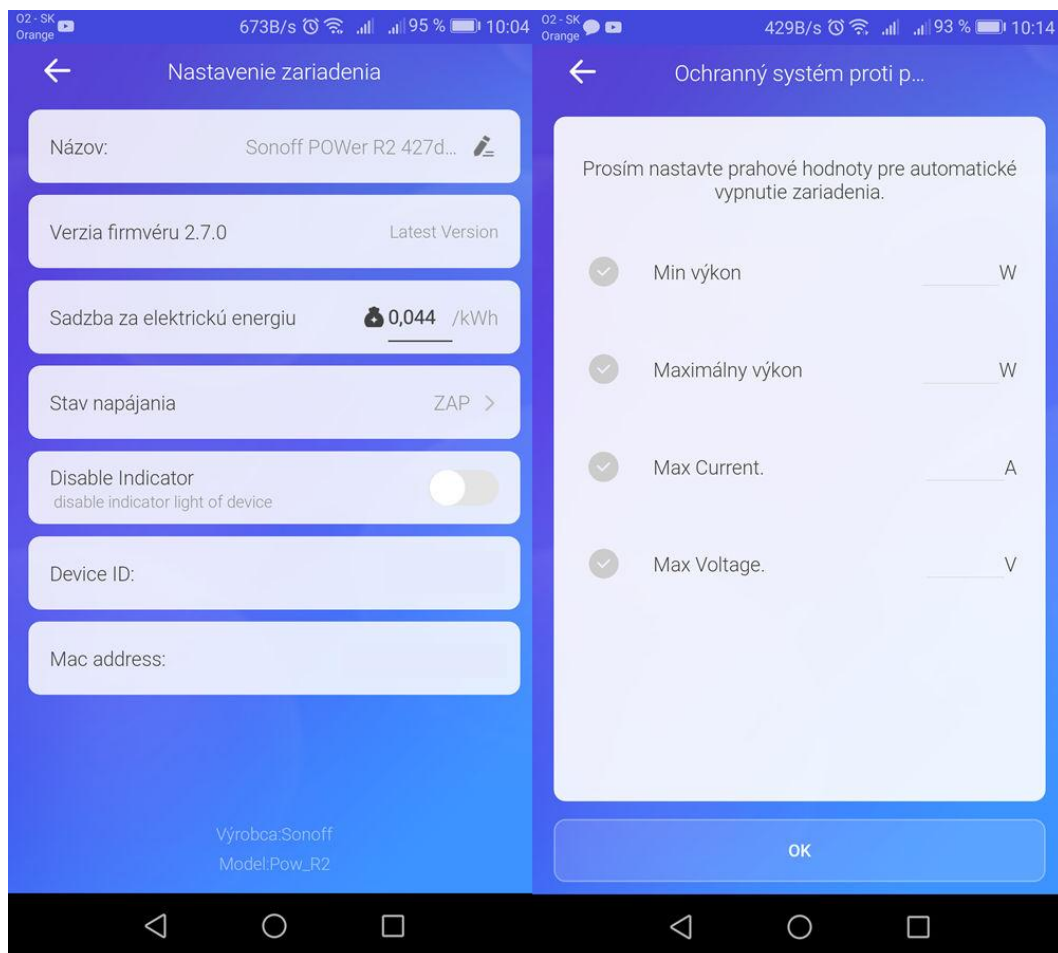 O2 - SK
Orange
673B/s 95 % 10:04
Nastavenie zariadenia
Názov: Sonoff POWer R2 427d...
Verzia firmvéru 2.7.0 Latest Version
Sadzba za elektrickú energiu 0,044 /kWh
Stav napájania ZAP >
Disable Indicator
disable indicator light of device
Device ID:
Mac address:
Výrobca:Sonoff
Model:Pow_R2
O2 - SK
Orange
429B/s 93 % 10:14
Ochranný systém proti p...
Prosím nastavte prahové hodnoty pre automatické
vypnutie zariadenia.
Min výkon W
Maximálny výkon W
Max Current. A
Max Voltage. V
OK